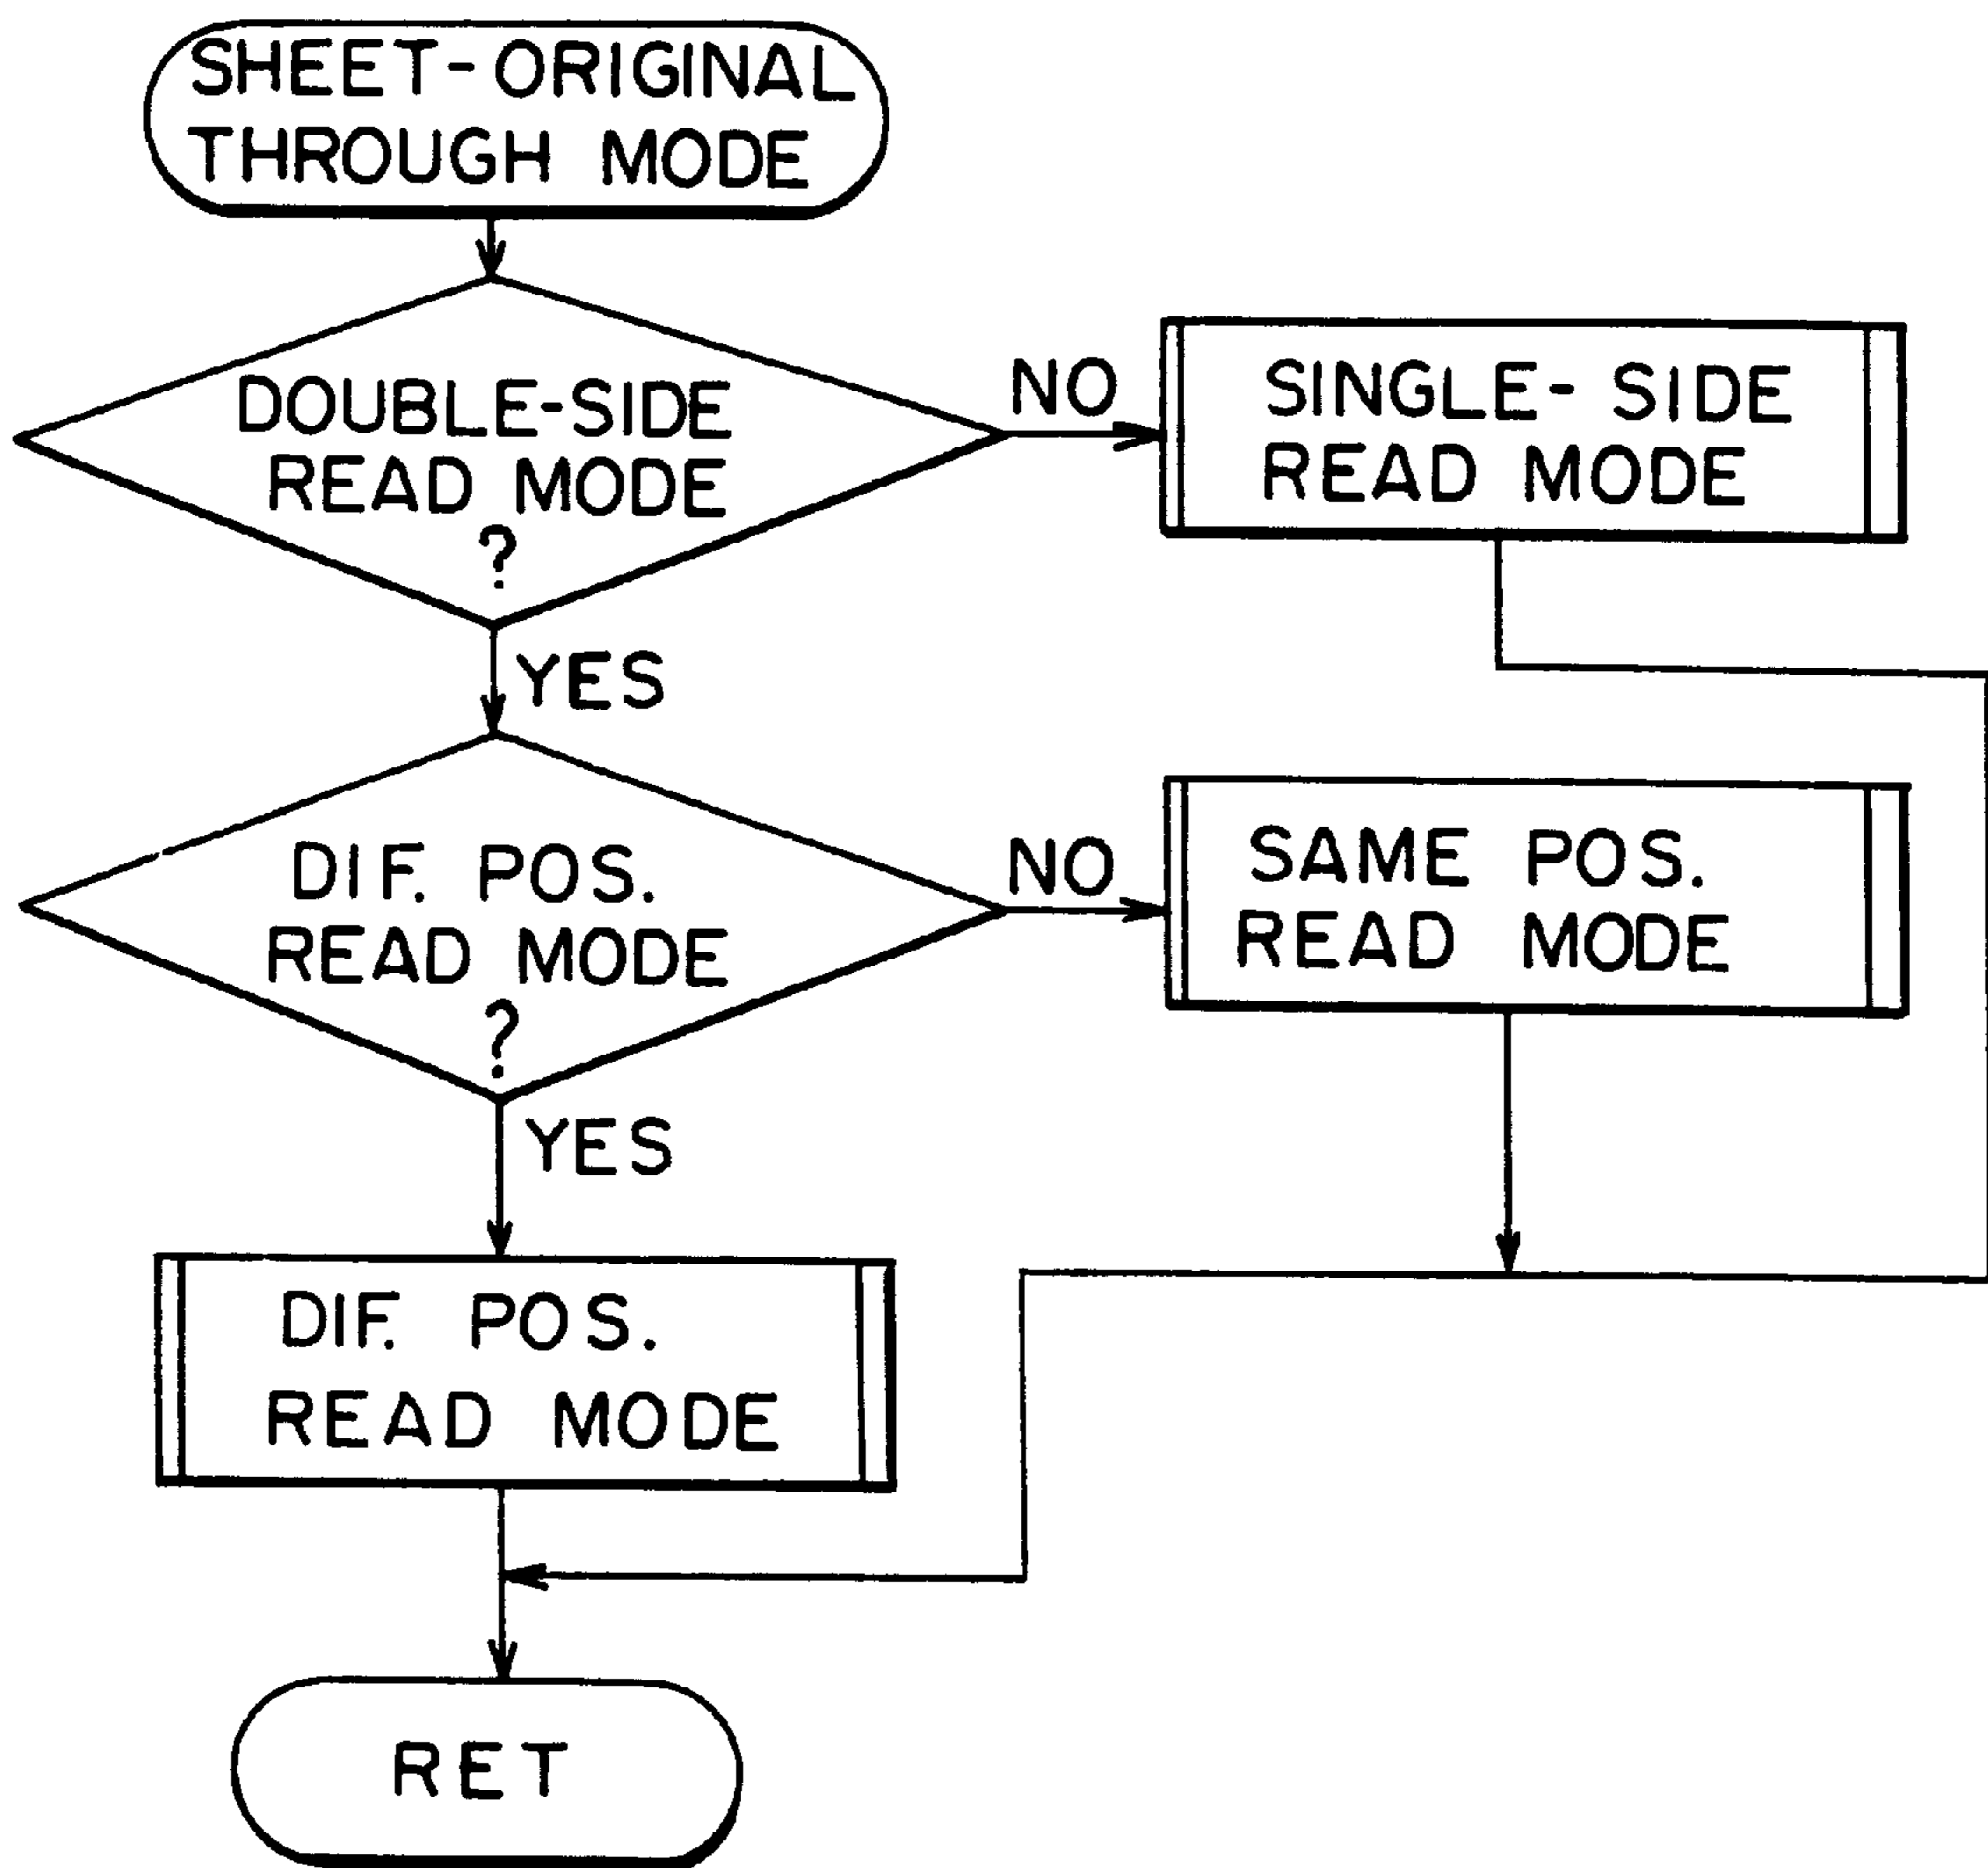 SHEET-ORIGINAL
THROUGH MODE
DOUBLE-SIDE
READ MODE
?
NO
SINGLE- SIDE
READ MODE
YES
DIF. POS.
READ MODE
?
NO
SAME POS.
READ MODE
YES
DIF. POS.
READ MODE
RET